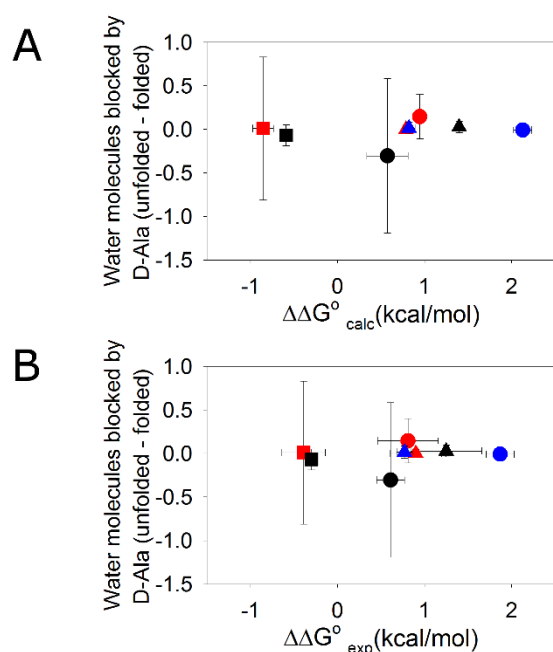 A
Water molecules blocked by
D-Ala (unfolded - folded)
1.0
0.5
0.0
-0.5
-1.0
-1.5
-1
0
1
2
ΔΔG° calc(kcal/mol)
B
Water molecules blocked by
D-Ala (unfolded - folded)
1.0
0.5
0.0
-0.5
-1.0
-1.5
-1
0
1
2
ΔΔG° exp(kcal/mol)